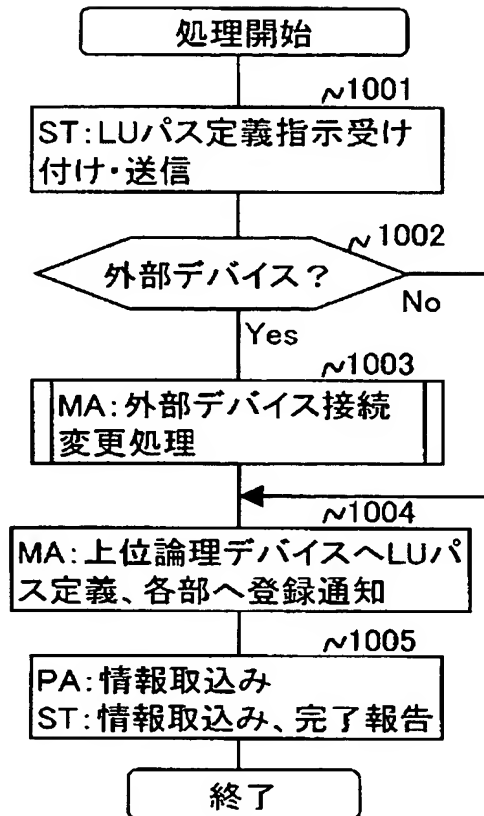 処理開始
~1001
ST:LUパス定義指示受け
付け・送信
~1002
外部デバイス?
No
Yes
~1003
MA:外部デバイス接続
変更処理
~1004
MA:上位論理デバイスへLUパ
ス定義、各部へ登録通知
~1005
PA:情報取込み
ST:情報取込み、完了報告
終了